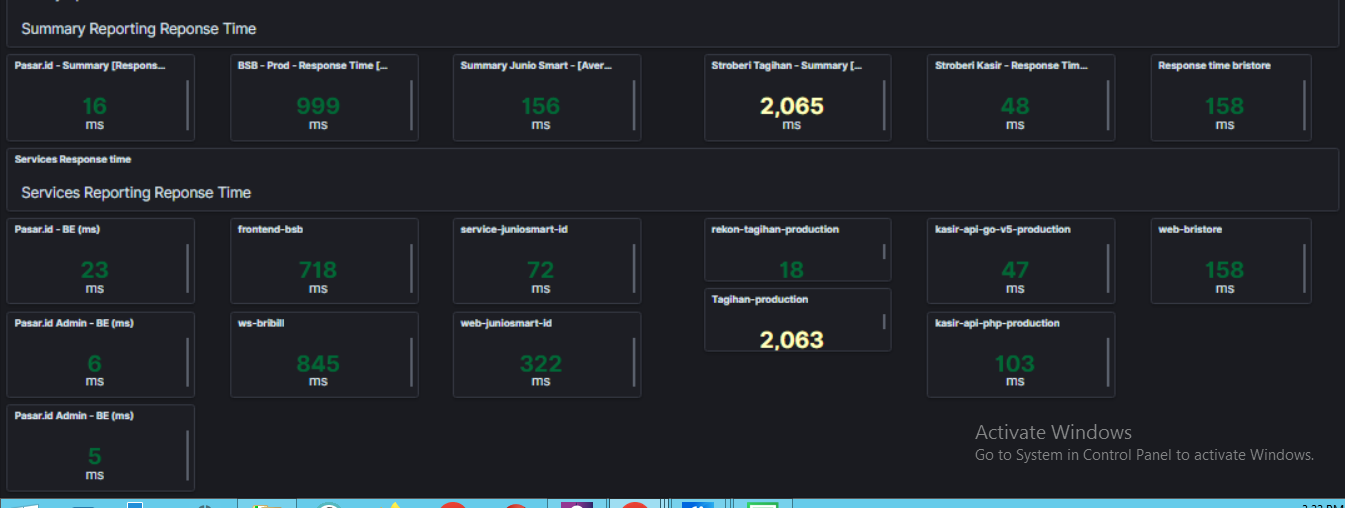 Summary Reporting Reponse Time
Pasar.id - Summary [Respons...
BSB - Prod - Response Time [...
Summary Junio Smart - [Aver...
Stroberi Tagihan - Summary [...
Stroberi Kasir - Response Tim...
Response time bristore
16
ms
999
ms
156
ms
2,065
ms
48
ms
158
ms
Services Response time
Services Reporting Reponse Time
Pasar.id - BE (ms)
23
ms
frontend-bsb
718
ms
service-juniosmart-id
72
ms
rekon-tagihan-production
18
kasir-api-go-v5-production
47
ms
web-bristore
158
ms
Tagihan-production
2,063
Pasar.id Admin - BE (ms)
6
ms
ws-bribill
845
ms
web-juniosmart-id
322
ms
kasir-api-php-production
103
ms
Pasar.id Admin - BE (ms)
5
ms
Activate Windows
Go to System in Control Panel to activate Windows.